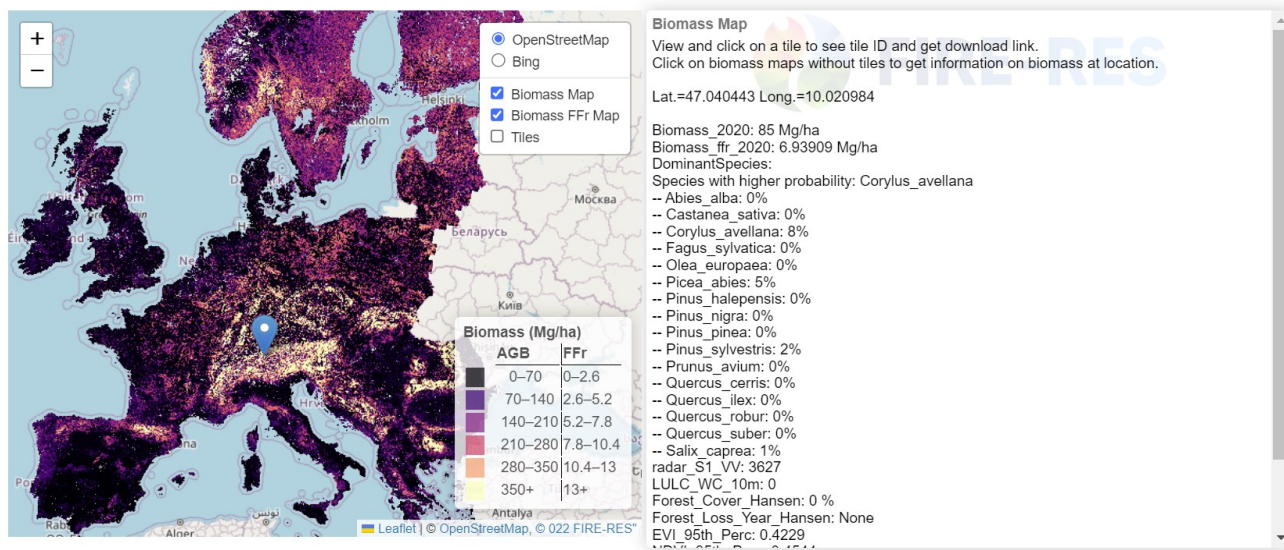 +
−
OpenStreetMap
Bing
Biomass Map
Biomass FFr Map
Tiles
Helsinki
Москва
Беларусь
Київ
Biomass (Mg/ha)
AGB FFr
0–70 0–2.6
70–140 2.6–5.2
140–210 5.2–7.8
210–280 7.8–10.4
280–350 10.4–13
350+ 13+
Antalya
تونس
Alger
Leaflet | © OpenStreetMap, © 022 FIRE-RES"
Biomass Map
FIRE-RES
View and click on a tile to see tile ID and get download link.
Click on biomass maps without tiles to get information on biomass at location.
Lat.=47.040443 Long.=10.020984
Biomass_2020: 85 Mg/ha
Biomass_ffr_2020: 6.93909 Mg/ha
DominantSpecies:
Species with higher probability: Corylus_avellana
-- Abies_alba: 0%
-- Castanea_sativa: 0%
-- Corylus_avellana: 8%
-- Fagus_sylvatica: 0%
-- Olea_europaea: 0%
-- Picea_abies: 5%
-- Pinus_halepensis: 0%
-- Pinus_nigra: 0%
-- Pinus_pinea: 0%
-- Pinus_sylvestris: 2%
-- Prunus_avium: 0%
-- Quercus_cerris: 0%
-- Quercus_ilex: 0%
-- Quercus_robur: 0%
-- Quercus_suber: 0%
-- Salix_caprea: 1%
radar_S1_VV: 3627
LULC_WC_10m: 0
Forest_Cover_Hansen: 0 %
Forest_Loss_Year_Hansen: None
EVI_95th_Perc: 0.4229